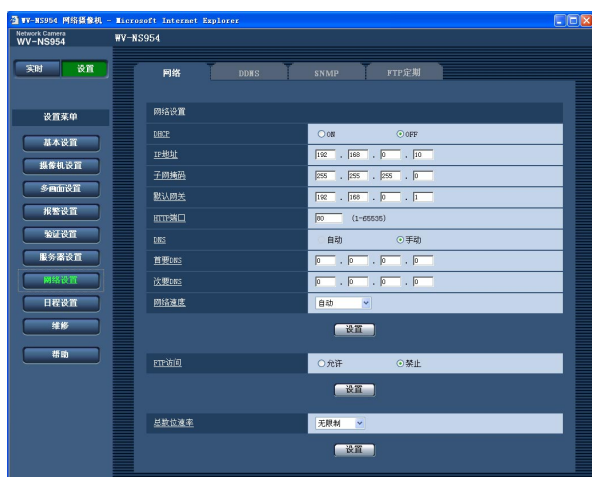 WV-NS954 网络摄像机 - Microsoft Internet Explorer
Network Camera
WV-NS954
WV-NS954
实时 设置
网络 DDNS SNMP FTP定期
设置菜单
基本设置
摄像机设置
多画面设置
报警设置
验证设置
服务器设置
网络设置
日程设置
维修
帮助
网络设置
DHCP ON OFF
IP地址 192 . 168 . 0 . 10
子网掩码 255 . 255 . 255 . 0
默认网关 192 . 168 . 0 . 1
HTTP端口 80 (1-65535)
DNS 自动 手动
首要DNS 0 . 0 . 0 . 0
次要DNS 0 . 0 . 0 . 0
网络速度 自动
设置
FTP访问 允许 禁止
设置
总数位速率 无限制
设置